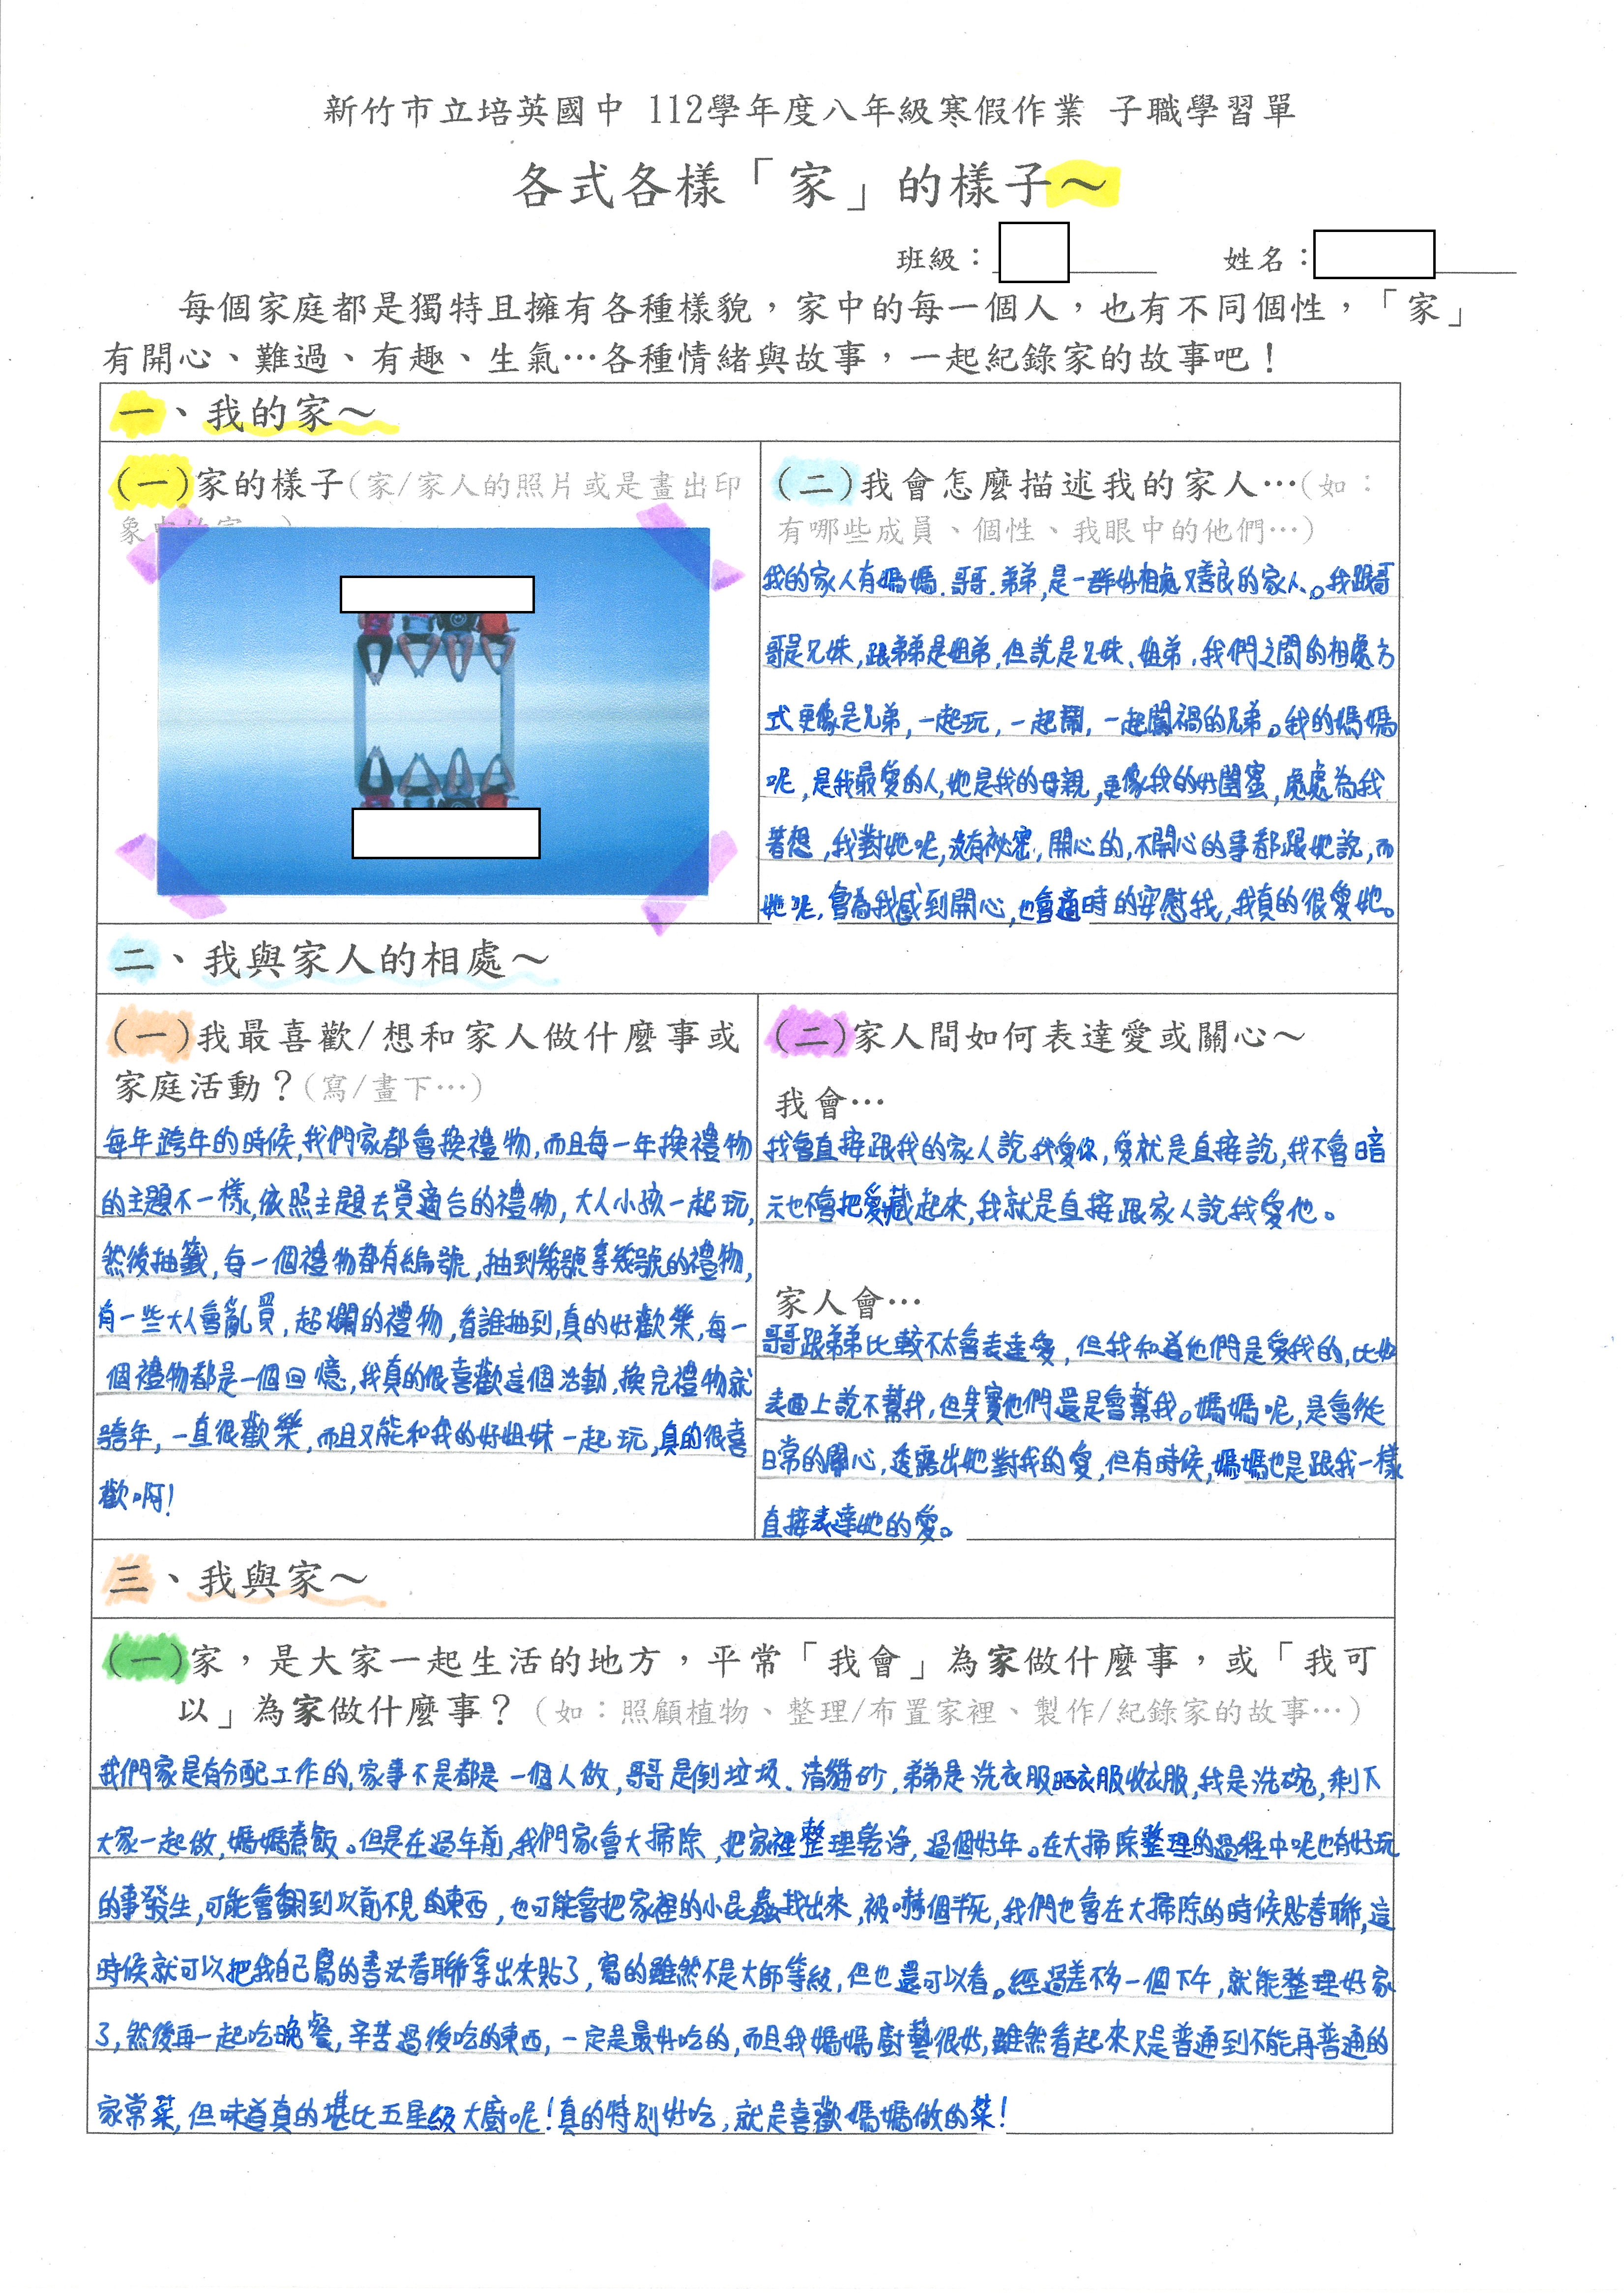 新竹市立培英國中 112學年度八年級寒假作業 子職學習單
各式各樣「家」的樣子～
班級：
姓名：
每個家庭都是獨特且擁有各種樣貌，家中的每一個人，也有不同個性，「家」
有開心、難過、有趣、生氣…各種情緒與故事，一起紀錄家的故事吧！
一、我的家～
(一)家的樣子(家/家人的照片或是畫出印
(二)我會怎麼描述我的家人…(如：
有哪些成員、個性、我眼中的他們…)
我的家人有媽媽.哥哥.弟弟,是一群好相處又善良的家人。我跟哥
哥是兄妹,跟弟弟是姐弟,但說是兄妹、姐弟,我們之間的相處方
式更像是兄弟,一起玩,一起鬧,一起闖禍的兄弟。我的媽媽
呢,是我最愛的人,她是我的母親,更像我的好閨蜜,處處為我
著想,我對她呢,沒有祕密,開心的,不開心的事都跟她說,而
她呢,會為我感到開心,也會適時的安慰我,我真的很愛她。
二、我與家人的相處～
(一)我最喜歡/想和家人做什麼事或
家庭活動？(寫/畫下…)
每年跨年的時候,我們家都會換禮物,而且每一年換禮物
的主題不一樣,依照主題去買適合的禮物,大人小孩一起玩,
然後抽籤,每一個禮物都有編號,抽到幾號拿幾號的禮物,
有一些大人會亂買,超爛的禮物,看誰抽到,真的好歡樂,每一
個禮物都是一個回憶,我真的很喜歡這個活動,換完禮物就
跨年,一直很歡樂,而且又能和我的好姐妹一起玩,真的很喜
歡啊!
(二)家人間如何表達愛或關心～
我會…
我會直接跟我的家人說我愛你,愛就是直接說,我不會暗
示也不會把愛藏起來,我就是直接跟家人說我愛他。
家人會…
哥哥跟弟弟比較不太會表達愛,但我知道他們是愛我的,比如
表面上說不幫我,但其實他們還是會幫我。媽媽呢,是會從
日常的關心,透露出她對我的愛,但有時候,媽媽也是跟我一樣
直接表達她的愛。
三、我與家～
(一)家，是大家一起生活的地方，平常「我會」為家做什麼事，或「我可
以」為家做什麼事？(如：照顧植物、整理/布置家裡、製作/紀錄家的故事…)
我們家是有分配工作的,家事不是都是一個人做,哥哥是倒垃圾.清貓砂,弟弟是洗衣服晒衣服收衣服,我是洗碗,剩下
大家一起做,媽媽煮飯。但是在過年前,我們家會大掃除,把家裡整理乾淨,過個好年。在大掃除整理的過程中呢也有好玩
的事發生,可能會翻到以前不見的東西,也可能會把家裡的小昆蟲找出來,被嚇個半死,我們也會在大掃除的時候貼春聯,這
時候就可以把我自己寫的書法春聯拿出來貼了,寫的雖然不是大師等級,但也還可以看。經過差不多一個下午,就能整理好家
了,然後再一起吃晚餐,辛苦過後吃的東西,一定是最好吃的,而且我媽媽廚藝很好,雖然看起來只是普通到不能再普通的
家常菜,但味道真的堪比五星級大廚呢!真的特別好吃,就是喜歡媽媽做的菜!